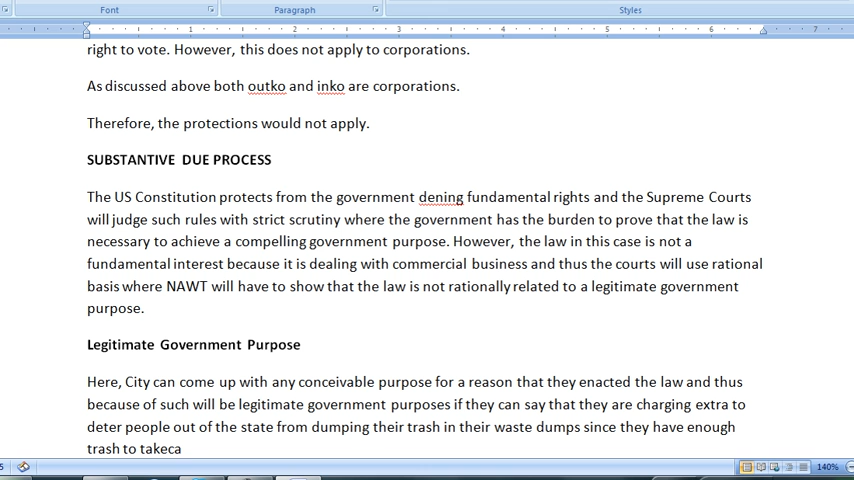 Font Paragraph Styles
1 2 3 4 5 6 7
right to vote. However, this does not apply to corporations.
As discussed above both outko and inko are corporations.
Therefore, the protections would not apply.
SUBSTANTIVE DUE PROCESS
The US Constitution protects from the government dening fundamental rights and the Supreme Courts
will judge such rules with strict scrutiny where the government has the burden to prove that the law is
necessary to achieve a compelling government purpose. However, the law in this case is not a
fundamental interest because it is dealing with commercial business and thus the courts will use rational
basis where NAWT will have to show that the law is not rationally related to a legitimate government
purpose.
Legitimate Government Purpose
Here, City can come up with any conceivable purpose for a reason that they enacted the law and thus
because of such will be legitimate government purposes if they can say that they are charging extra to
deter people out of the state from dumping their trash in their waste dumps since they have enough
trash to takeca
140%